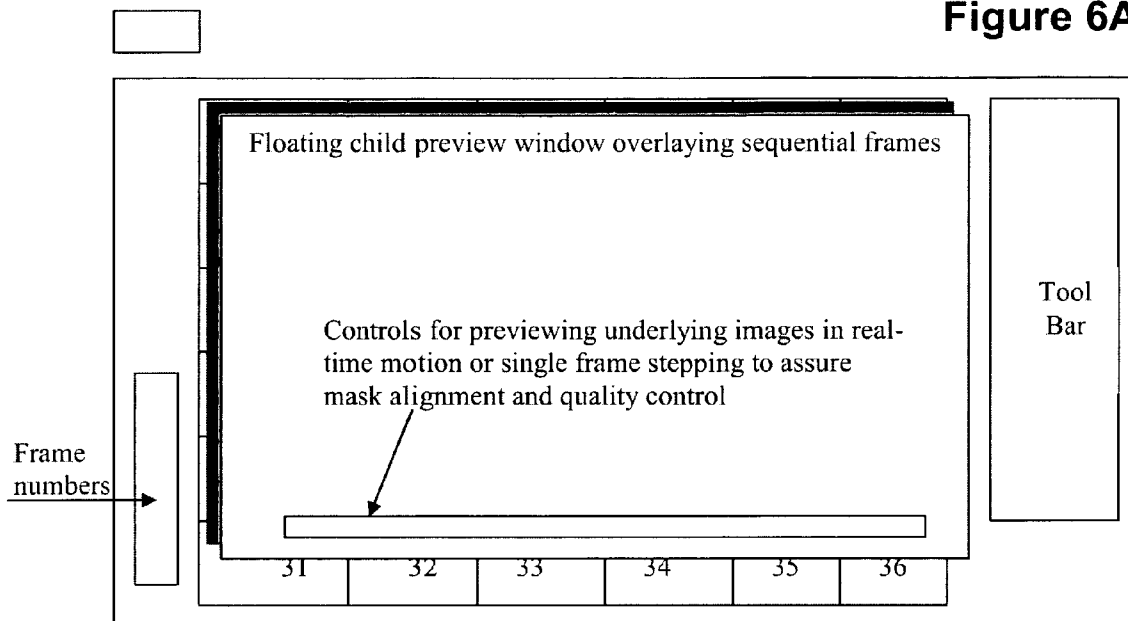 Figure 6A
Floating child preview window overlaying sequential frames
Controls for previewing underlying images in real-
time motion or single frame stepping to assure
mask alignment and quality control
Tool
Bar
Frame
numbers
31 32 33 34 35 36